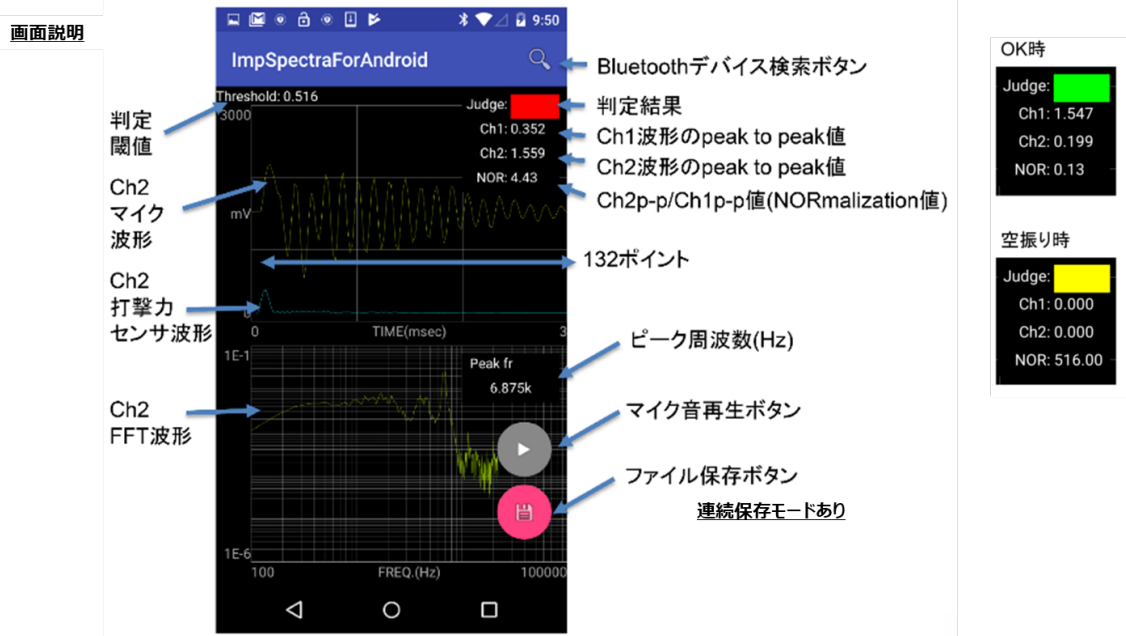 画面説明
9:50
ImpSpectraForAndroid
Bluetoothデバイス検索ボタン
Threshold: 0.516
判定
閾値
3000
Judge:
判定結果
Ch1: 0.352
Ch1波形のpeak to peak値
Ch2: 1.559
Ch2波形のpeak to peak値
NOR: 4.43
Ch2p-p/Ch1p-p値(NORmalization値)
Ch2
マイク
波形
mV
132ポイント
Ch2
打撃力
センサ波形
0
0
TIME(msec)
3
1E-1
Peak fr
6.875k
ピーク周波数(Hz)
Ch2
FFT波形
マイク音再生ボタン
ファイル保存ボタン
連続保存モードあり
1E-6
100
FREQ.(Hz)
100000
OK時
Judge:
Ch1: 1.547
Ch2: 0.199
NOR: 0.13
空振り時
Judge:
Ch1: 0.000
Ch2: 0.000
NOR: 516.00